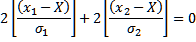 2[(x₁ − X)/σ₁] + 2[(x₂ − X)/σ₂] = 0